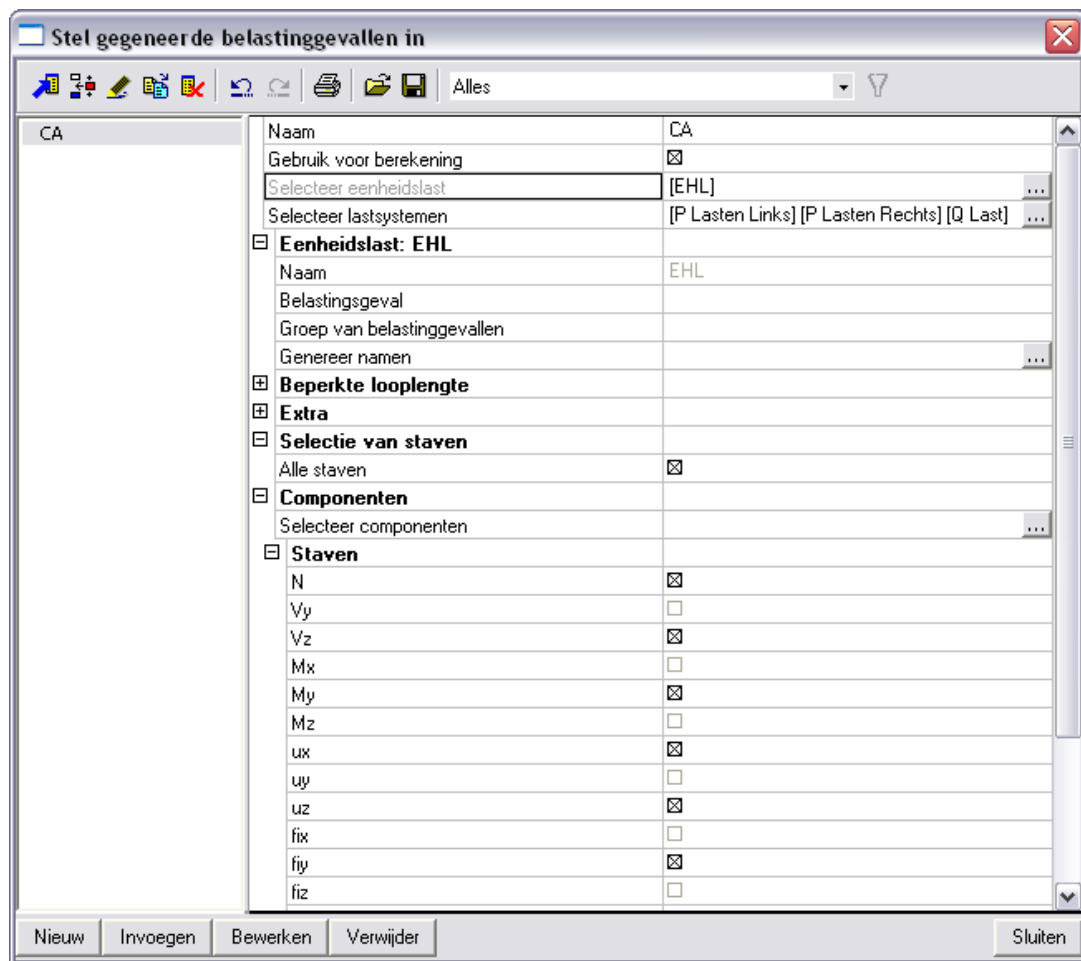 Stel gegeneerde belastinggevallen in
Alles
CA
Naam CA
Gebruik voor berekening
Selecteer eenheidslast [EHL] ...
Selecteer lastsystemen [P Lasten Links] [P Lasten Rechts] [Q Last] ...
Eenheidslast: EHL
Naam EHL
Belastingsgeval
Groep van belastinggevallen
Genereer namen ...
Beperkte looplengte
Extra
Selectie van staven
Alle staven
Componenten
Selecteer componenten ...
Staven
N
Vy
Vz
Mx
My
Mz
ux
uy
uz
fix
fiy
fiz
Nieuw Invoegen Bewerken Verwijder Sluiten